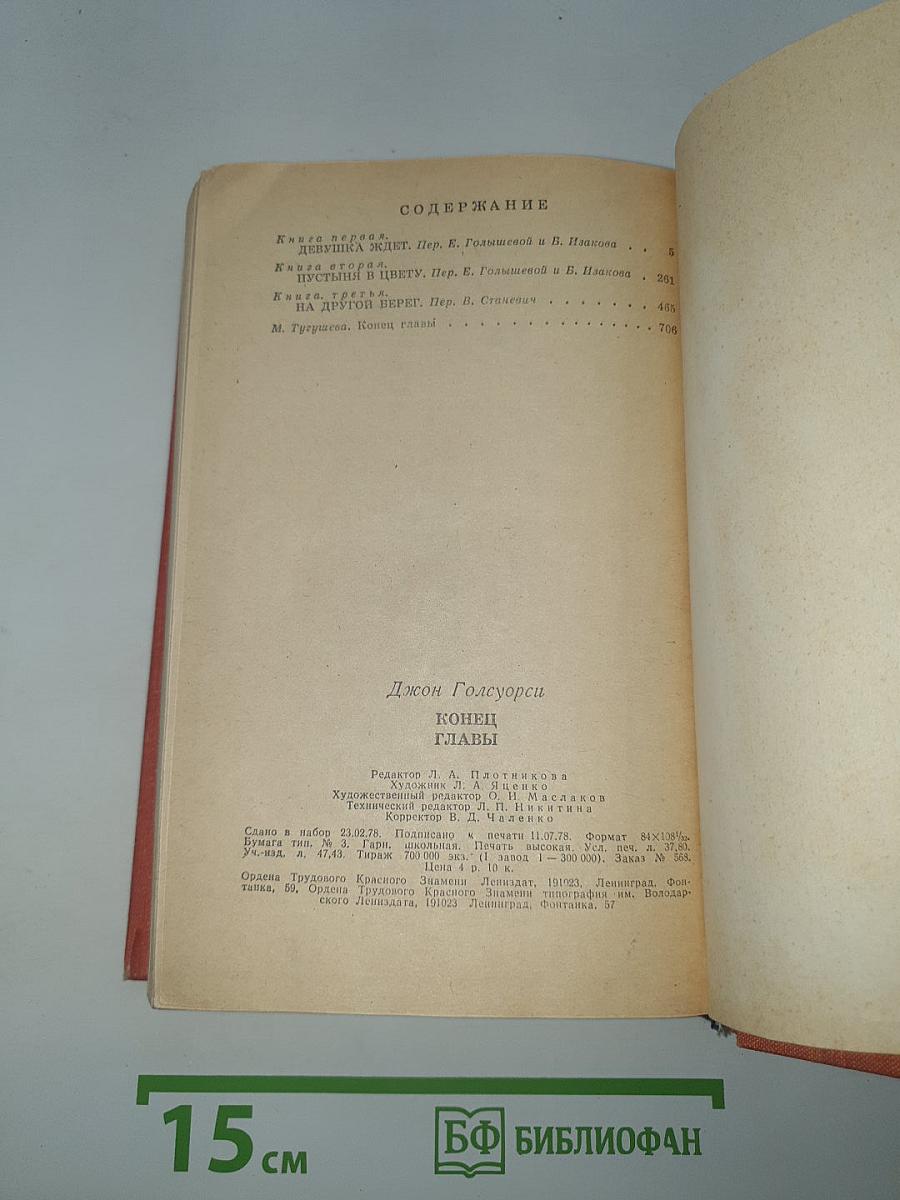 СОДЕРЖАНИЕ
Книга первая.
ДЕВУШКА ЖДЕТ. Пер. Е. Голышевой и Б. Изакова . . 5
Книга вторая.
ПУСТЫНЯ В ЦВЕТУ. Пер. Е. Голышевой и Б. Изакова . 261
Книга. третья.
НА ДРУГОЙ БЕРЕГ. Пер. В. Станевич . . . . . . . 465
М. Тугушева. Конец главы . . . . . . . . . . . . . . . 706
Джон Голсуорси
КОНЕЦ
ГЛАВЫ
Редактор Л. А. Плотникова
Художник Л. А. Яценко
Художественный редактор О. И. Маслаков
Технический редактор Л. П. Никитина
Корректор В. Д. Чаленко
Сдано в набор 23.02.78. Подписано к печати 11.07.78. Формат 84×108¹/₃₂.
Бумага тип. № 3. Гарн. школьная. Печать высокая. Усл. печ. л. 37,80.
Уч.-изд. л. 47,43. Тираж 700 000 экз. (I завод 1—300 000). Заказ № 568.
Цена 4 р. 10 к.
Ордена Трудового Красного Знамени Лениздат, 191023, Ленинград, Фон-
танка, 59. Ордена Трудового Красного Знамени типография им. Володар-
ского Лениздата, 191023 Ленинград, Фонтанка, 57
15 см
БФ БИБЛИОФАН